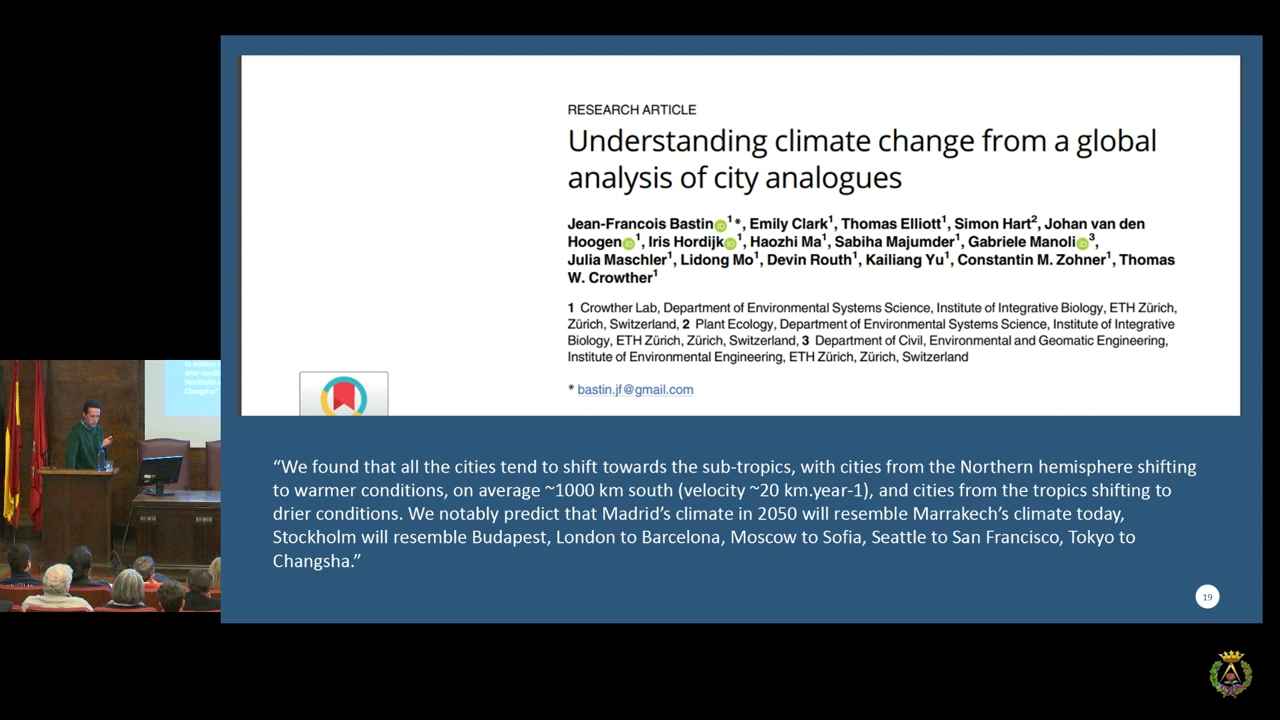 RESEARCH ARTICLE
Understanding climate change from a global
analysis of city analogues
Jean-Francois Bastin 1*, Emily Clark1, Thomas Elliott1, Simon Hart2, Johan van den
Hoogen 1, Iris Hordijk 1, Haozhi Ma1, Sabiha Majumder1, Gabriele Manoli 3,
Julia Maschler1, Lidong Mo1, Devin Routh1, Kailiang Yu1, Constantin M. Zohner1, Thomas
W. Crowther1
1 Crowther Lab, Department of Environmental Systems Science, Institute of Integrative Biology, ETH Zürich,
Zürich, Switzerland, 2 Plant Ecology, Department of Environmental Systems Science, Institute of Integrative
Biology, ETH Zürich, Zürich, Switzerland, 3 Department of Civil, Environmental and Geomatic Engineering,
Institute of Environmental Engineering, ETH Zürich, Zürich, Switzerland
* bastin.jf@gmail.com
“We found that all the cities tend to shift towards the sub-tropics, with cities from the Northern hemisphere shifting
to warmer conditions, on average ~1000 km south (velocity ~20 km.year-1), and cities from the tropics shifting to
drier conditions. We notably predict that Madrid’s climate in 2050 will resemble Marrakech’s climate today,
Stockholm will resemble Budapest, London to Barcelona, Moscow to Sofia, Seattle to San Francisco, Tokyo to
Changsha.”
19